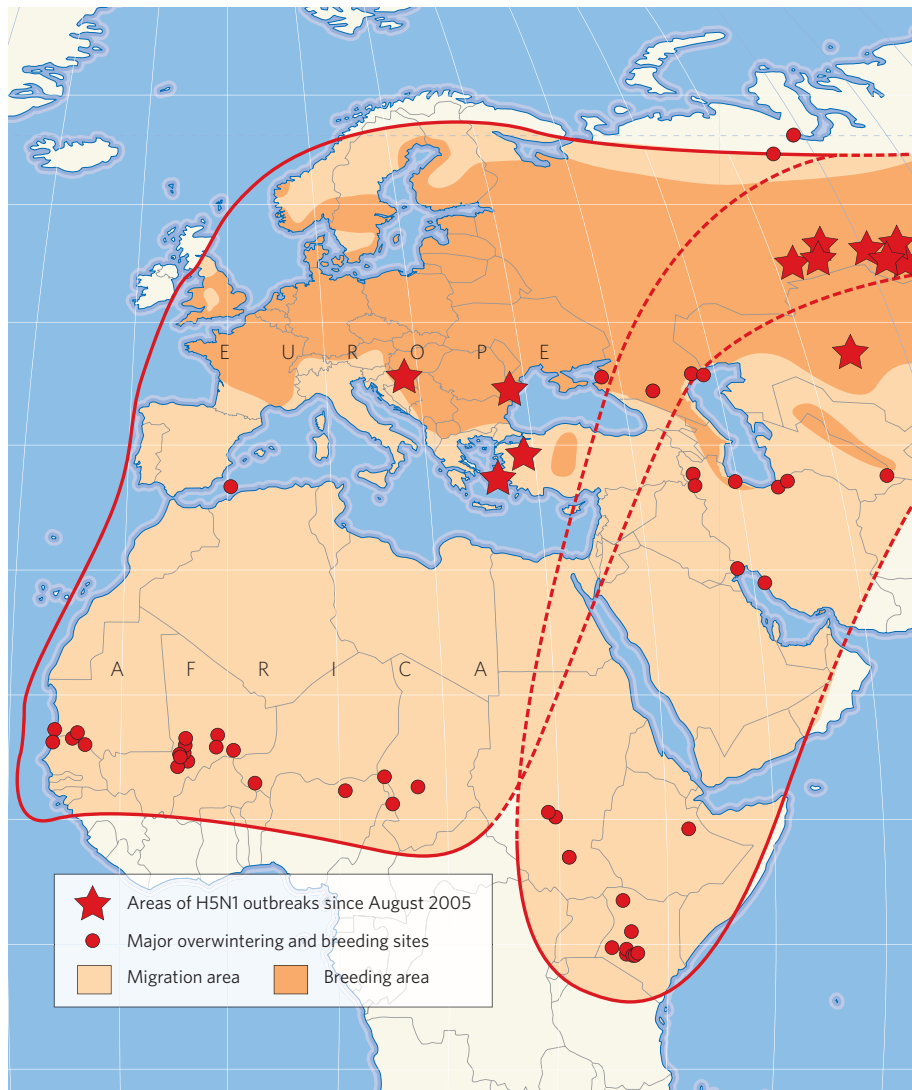 E U R O P E
A F R I C A
Areas of H5N1 outbreaks since August 2005
Major overwintering and breeding sites
Migration area Breeding area